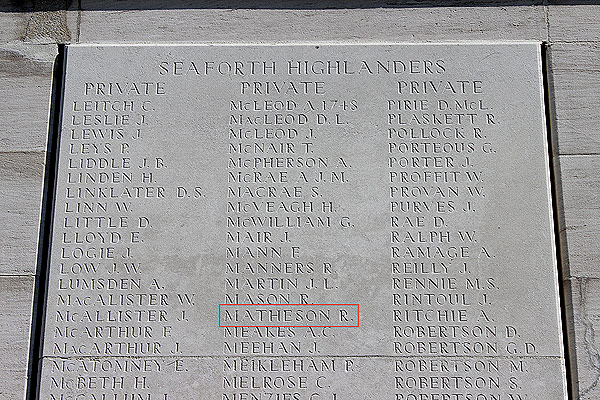 SEAFORTH HIGHLANDERS
PRIVATE PRIVATE PRIVATE
LEITCH C. McLEOD A. 1748 PIRIE D. McL.
LESLIE J. MacLEOD D. L. PLASKETT R.
LEWIS J. McLEOD J. POLLOCK R.
LEYS P. McNAIR T. PORTEOUS G.
LIDDLE J. B. McPHERSON A. PORTER J.
LINDEN H. McRAE A. J. M. PROFFIT W.
LINKLATER D. S. MACRAE S. PROVAN W.
LINN W. McVEAGH H. PURVES J.
LITTLE D. McWILLIAM G. RAE D.
LLOYD E. MAIR J. RALPH W.
LOGIE J. MANN F. RAMAGE A.
LOW J. W. MANNERS R. REILLY J.
LUMSDEN A. MARTIN J. L. RENNIE M. S.
MacALISTER W. MASON R. RINTOUL J.
McALLISTER J. MATHESON R. RITCHIE A.
McARTHUR F. MEAKES A. C. ROBERTSON D.
MacARTHUR J. MEEHAN J. ROBERTSON G. D.
McATOMNEY E. MEIKLEHAM P. ROBERTSON M.
McBETH H. MELROSE C. ROBERTSON S.
McCALLUM J. MENZIES G. J. ROBERTSON W.